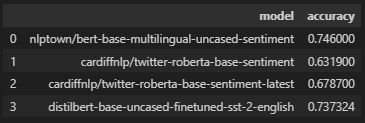 model accuracy
0 nlptown/bert-base-multilingual-uncased-sentiment 0.746000
1 cardiffnlp/twitter-roberta-base-sentiment 0.631900
2 cardiffnlp/twitter-roberta-base-sentiment-latest 0.678700
3 distilbert-base-uncased-finetuned-sst-2-english 0.737324